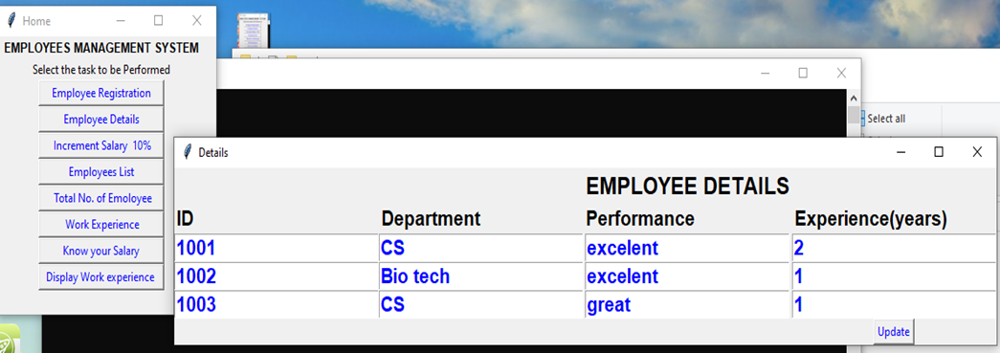 Home
EMPLOYEES MANAGEMENT SYSTEM
Select the task to be Performed
Employee Registration
Employee Details
Increment Salary 10%
Employees List
Total No. of Emoloyee
Work Experience
Know your Salary
Display Work experience
Select all
Details
EMPLOYEE DETAILS
ID Department Performance Experience(years)
1001 CS excelent 2
1002 Bio tech excelent 1
1003 CS great 1
Update